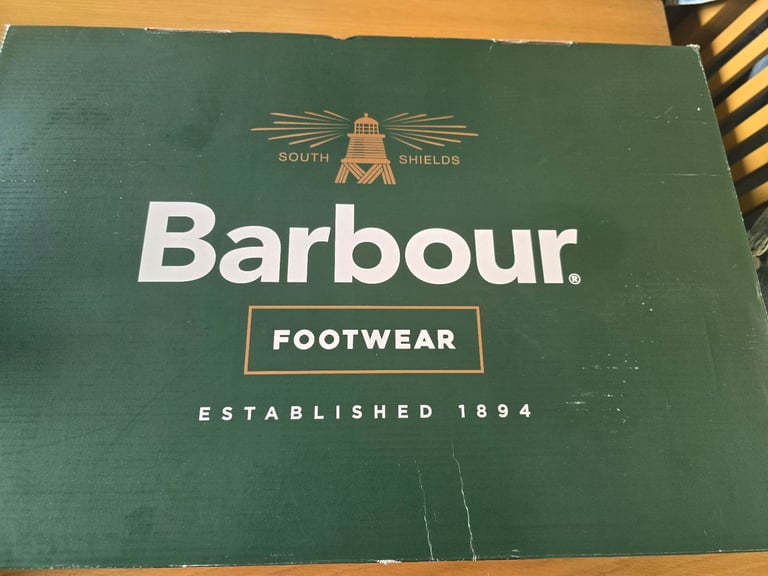 SOUTH SHIELDS
Barbour®
FOOTWEAR
ESTABLISHED 1894